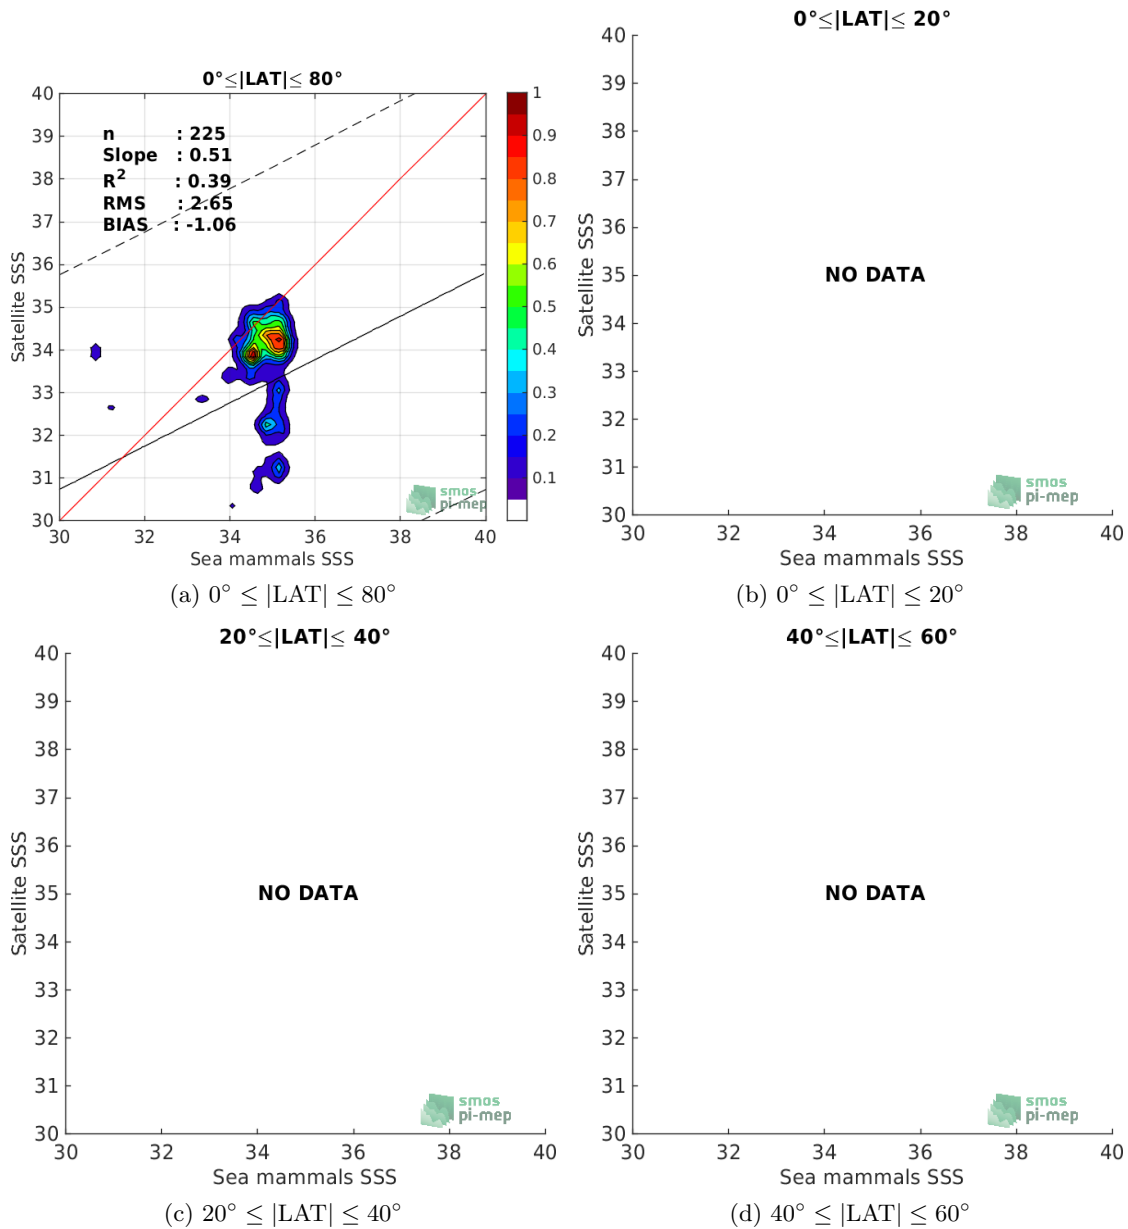 0°≤|LAT|≤ 80°
40
39
38
37
36
35
34
33
32
31
30
Satellite SSS
n : 225
Slope : 0.51
R² : 0.39
RMS : 2.65
BIAS : -1.06
smos
pi-mep
30 32 34 36 38 40
Sea mammals SSS
1
0.9
0.8
0.7
0.6
0.5
0.4
0.3
0.2
0.1
(a) 0° ≤ |LAT| ≤ 80°
0°≤|LAT|≤ 20°
40
39
38
37
36
35
34
33
32
31
30
Satellite SSS
NO DATA
smos
pi-mep
30 32 34 36 38 40
Sea mammals SSS
(b) 0° ≤ |LAT| ≤ 20°
20°≤|LAT|≤ 40°
40
39
38
37
36
35
34
33
32
31
30
Satellite SSS
NO DATA
smos
pi-mep
30 32 34 36 38 40
Sea mammals SSS
(c) 20° ≤ |LAT| ≤ 40°
40°≤|LAT|≤ 60°
40
39
38
37
36
35
34
33
32
31
30
Satellite SSS
NO DATA
smos
pi-mep
30 32 34 36 38 40
Sea mammals SSS
(d) 40° ≤ |LAT| ≤ 60°